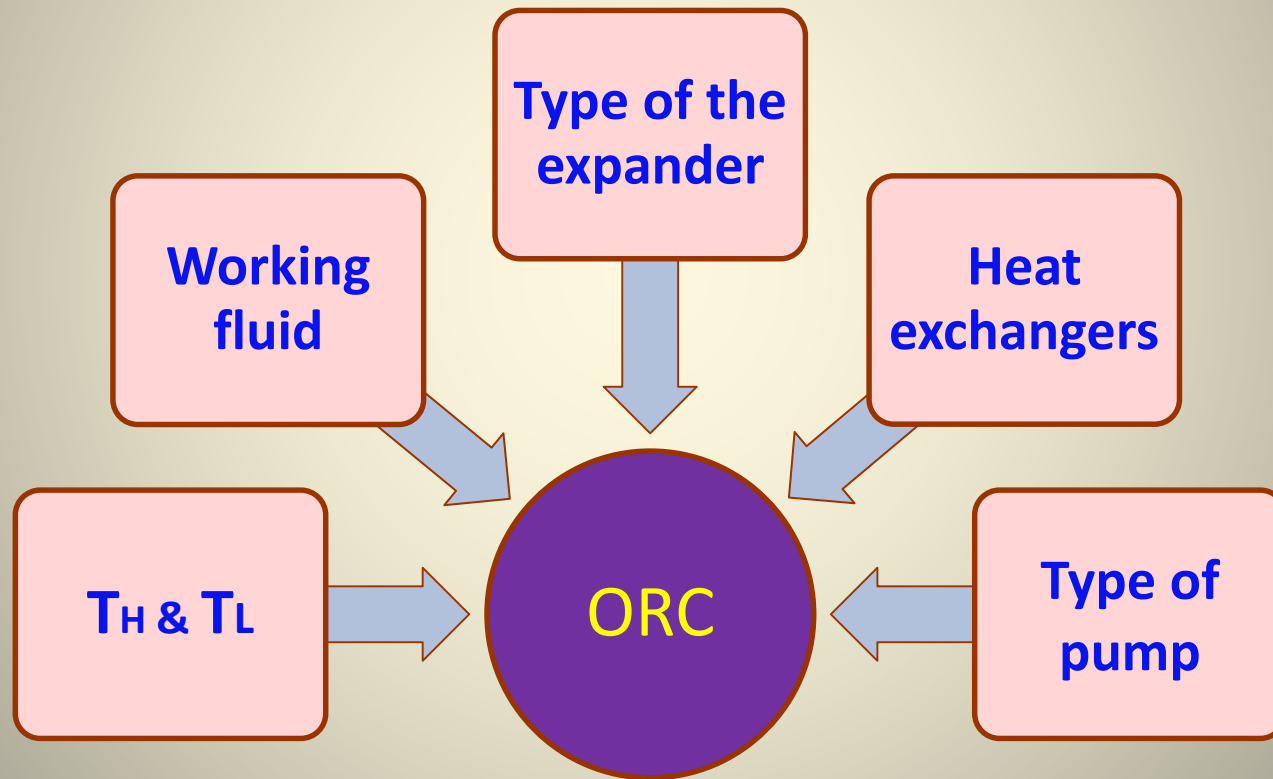 Type of the
expander
Working
fluid
Heat
exchangers
TH & TL
ORC
Type of
pump